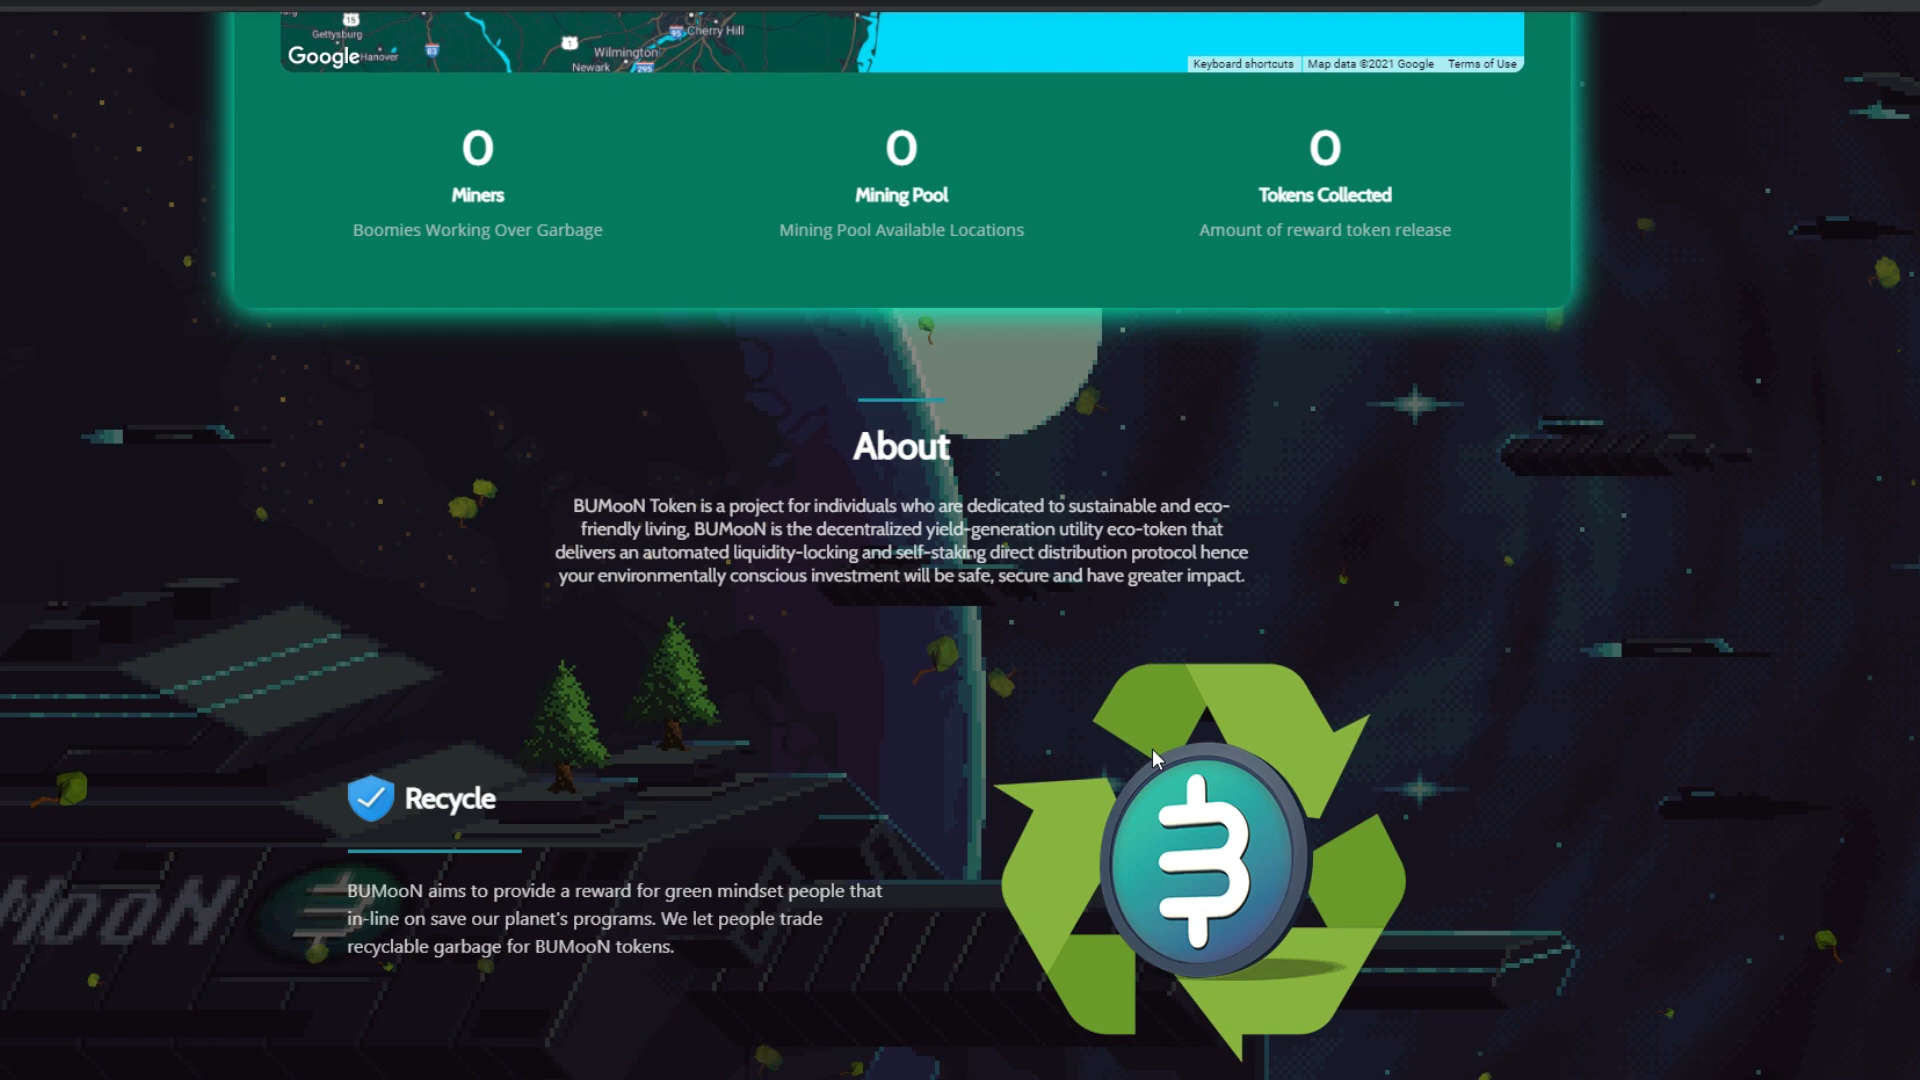 15
Gettysburg
Hanover
83
1
Wilmington
Newark
295
95
Cherry Hill
Google
Keyboard shortcuts
Map data ©2021 Google
Terms of Use
0
Miners
Boomies Working Over Garbage
0
Mining Pool
Mining Pool Available Locations
0
Tokens Collected
Amount of reward token release
About
BUMooN Token is a project for individuals who are dedicated to sustainable and eco-
friendly living, BUMooN is the decentralized yield-generation utility eco-token that
delivers an automated liquidity-locking and self-staking direct distribution protocol hence
your environmentally conscious investment will be safe, secure and have greater impact.
Recycle
BUMooN aims to provide a reward for green mindset people that
in-line on save our planet's programs. We let people trade
recyclable garbage for BUMooN tokens.
MooN